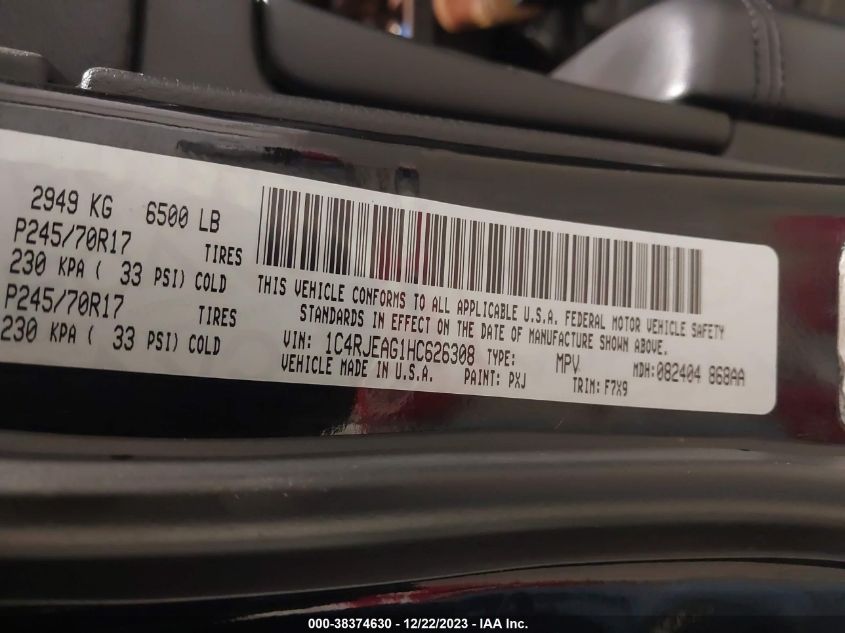 2949 KG 6500 LB
P245/70R17 TIRES
230 KPA ( 33 PSI) COLD
P245/70R17 TIRES
230 KPA ( 33 PSI) COLD
THIS VEHICLE CONFORMS TO ALL APPLICABLE U.S.A. FEDERAL MOTOR VEHICLE SAFETY
STANDARDS IN EFFECT ON THE DATE OF MANUFACTURE SHOWN ABOVE.
VIN: 1C4RJEAG1HC626308 TYPE: MPV MDH:082404 868AA
VEHICLE MADE IN U.S.A. PAINT: PXJ TRIM: F7X9
000-38374630 - 12/22/2023 - IAA Inc.